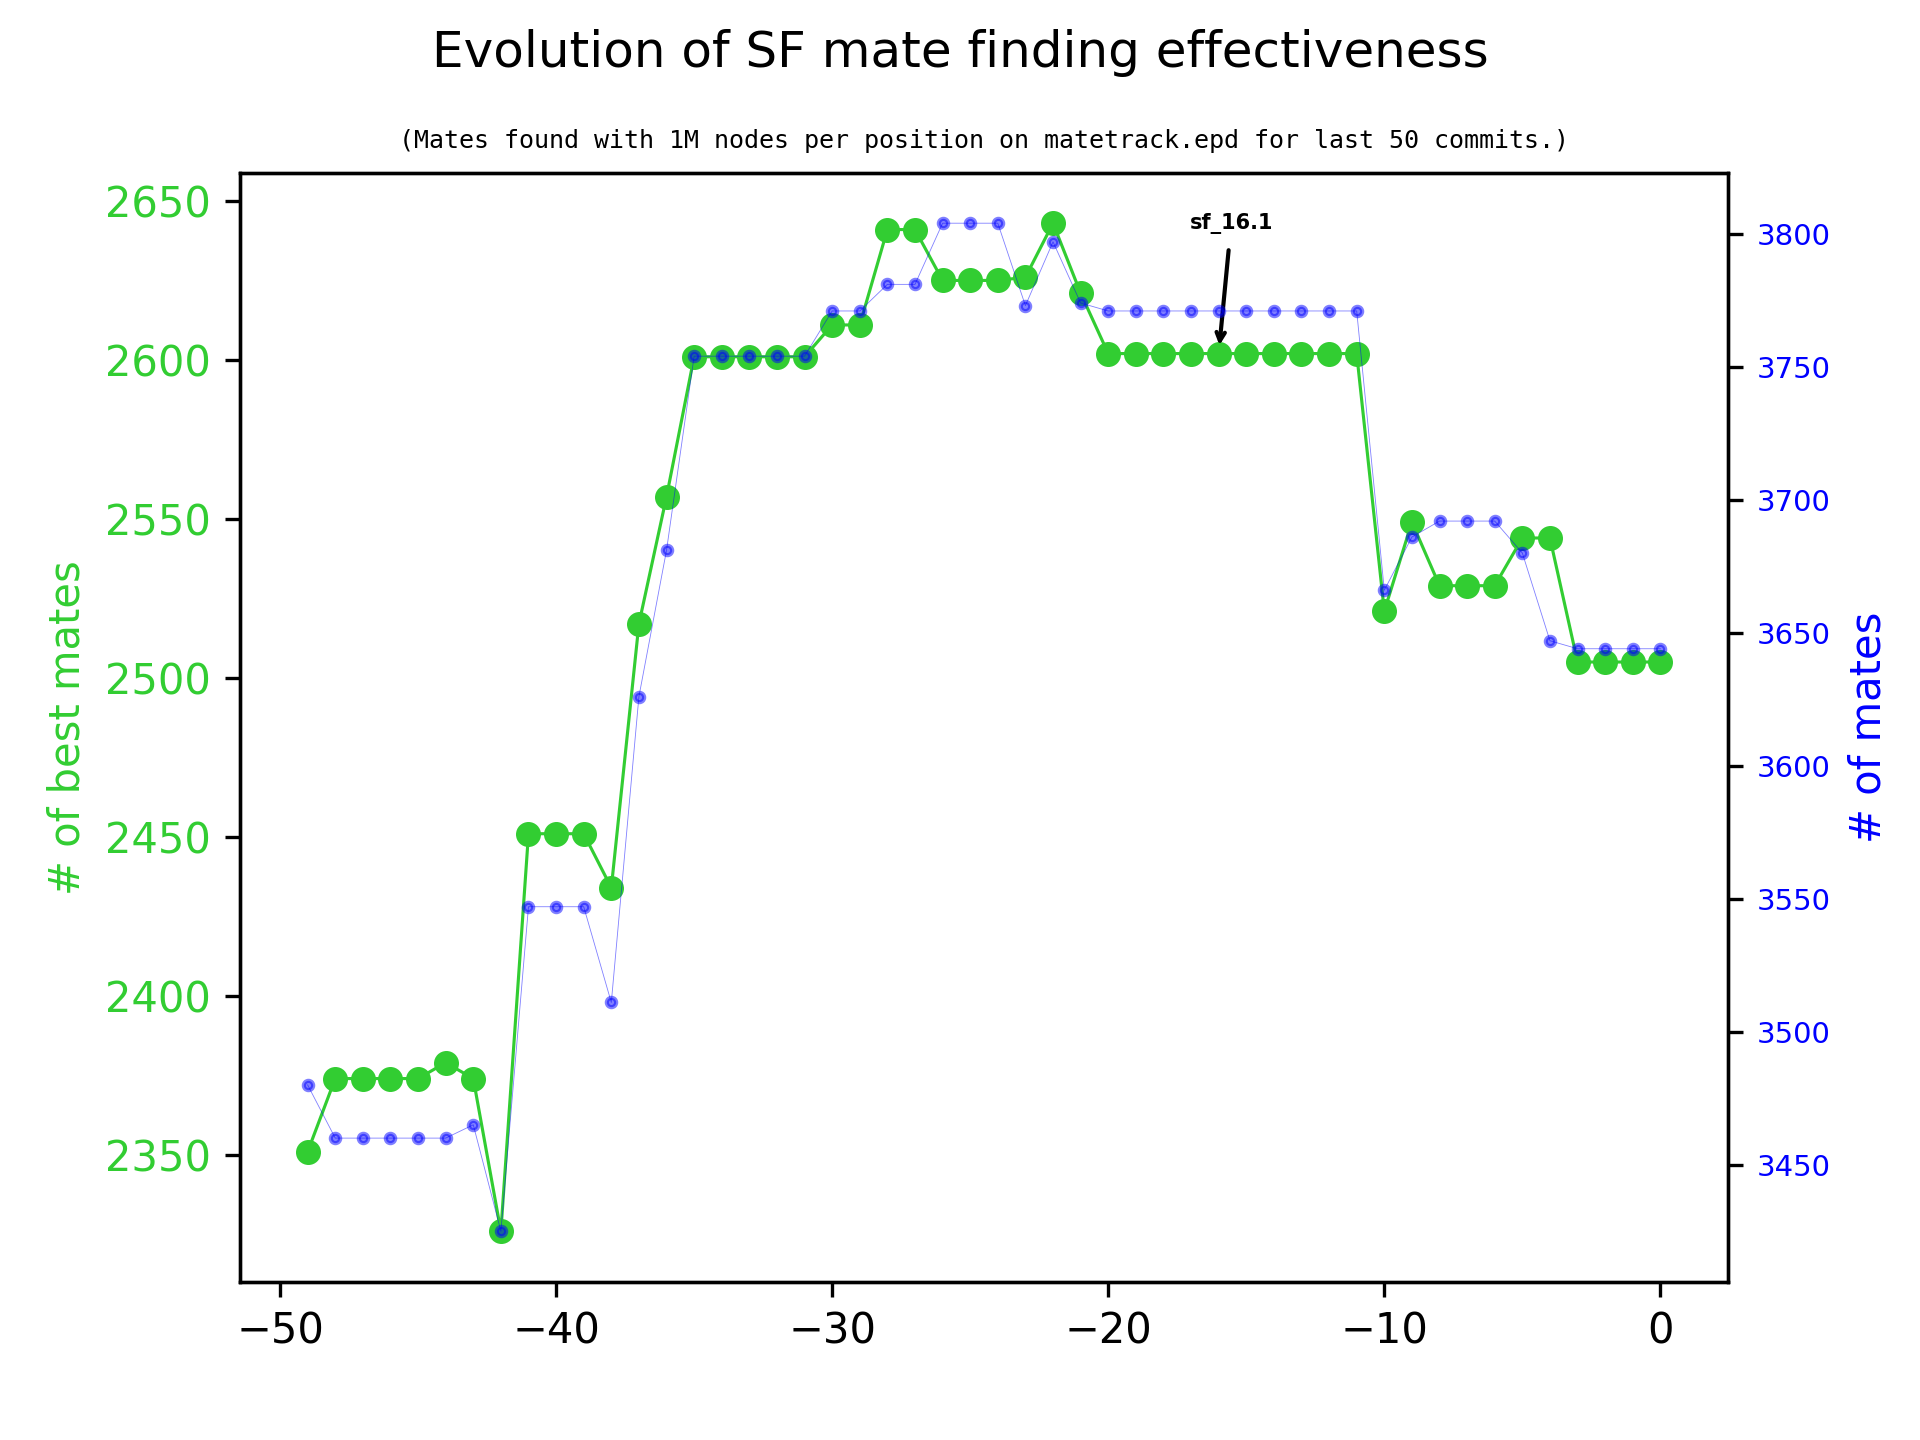 Evolution of SF mate finding effectiveness
(Mates found with 1M nodes per position on matetrack.epd for last 50 commits.)
# of best mates
2650
2600
2550
2500
2450
2400
2350
sf_16.1
3800
3750
3700
3650
3600
3550
3500
3450
# of mates
−50 −40 −30 −20 −10 0